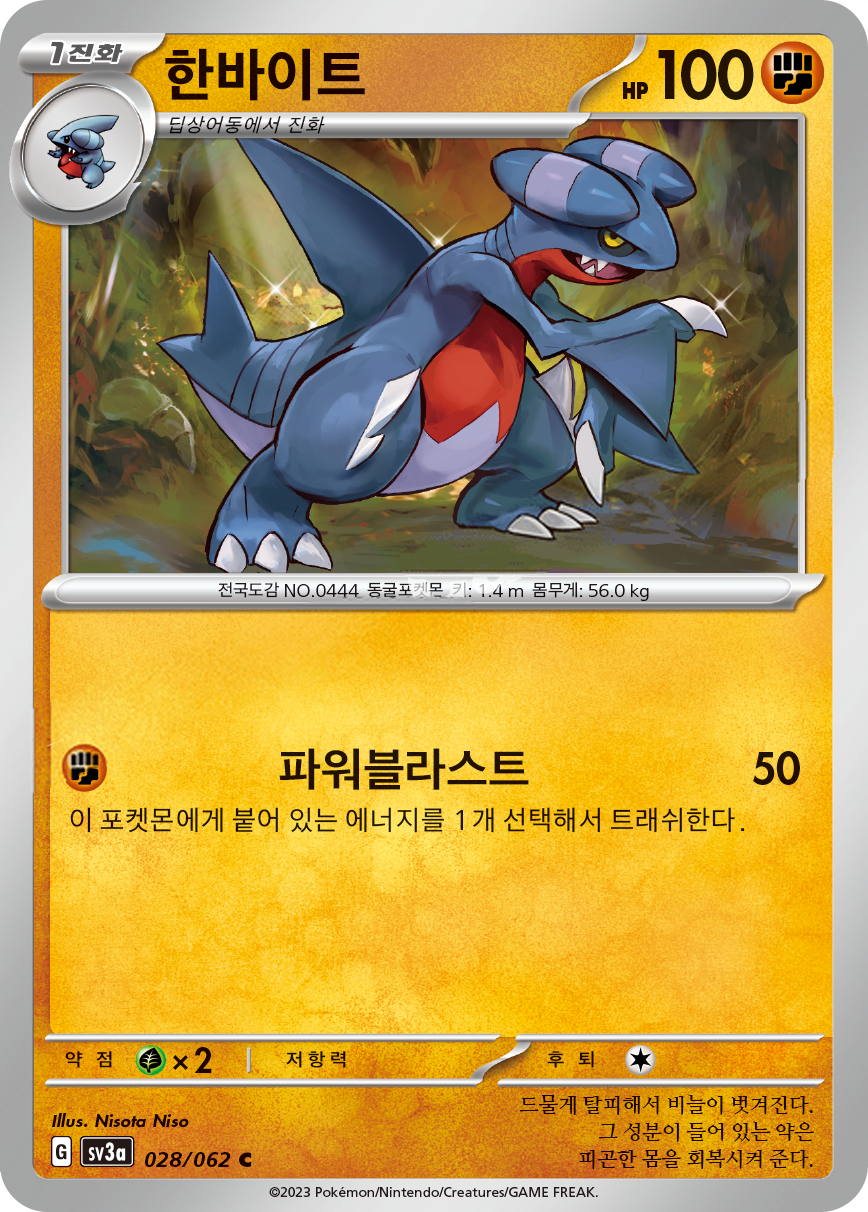 1진화
한바이트
HP 100
딥상어동에서 진화
전국도감 NO.0444 동굴포켓몬 키: 1.4 m 몸무게: 56.0 kg
파워블라스트 50
이 포켓몬에게 붙어 있는 에너지를 1개 선택해서 트래쉬한다.
약점 ×2 저항력 후퇴
드물게 탈피해서 비늘이 벗겨진다.
그 성분이 들어 있는 약은
피곤한 몸을 회복시켜 준다.
Illus. Nisota Niso
G sv3a 028/062 C
©2023 Pokémon/Nintendo/Creatures/GAME FREAK.